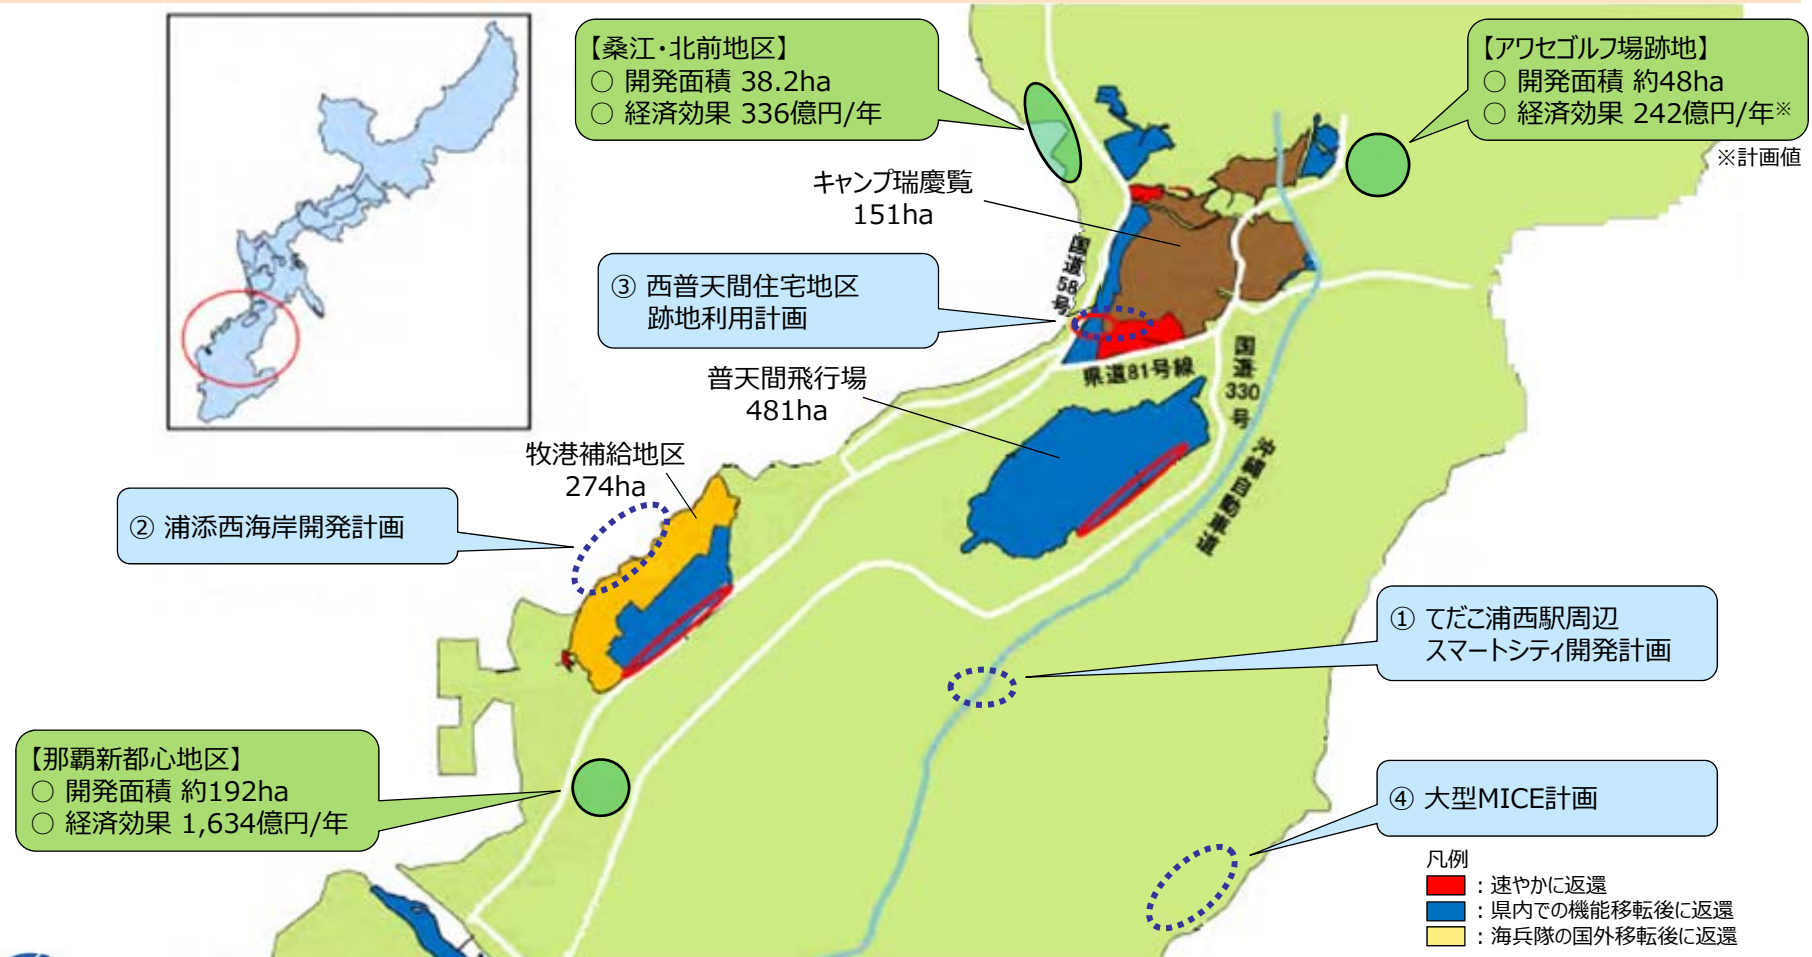 【桑江・北前地区】
○ 開発面積 38.2ha
○ 経済効果 336億円/年
【アワセゴルフ場跡地】
○ 開発面積 約48ha
○ 経済効果 242億円/年※
※計画値
キャンプ瑞慶覧
151ha
国道58号
③ 西普天間住宅地区
跡地利用計画
県道81号線
国道330号
普天間飛行場
481ha
沖縄自動車道
牧港補給地区
274ha
② 浦添西海岸開発計画
① てだこ浦西駅周辺
スマートシティ開発計画
【那覇新都心地区】
○ 開発面積 約192ha
○ 経済効果 1,634億円/年
④ 大型MICE計画
凡例
：速やかに返還
：県内での機能移転後に返還
：海兵隊の国外移転後に返還